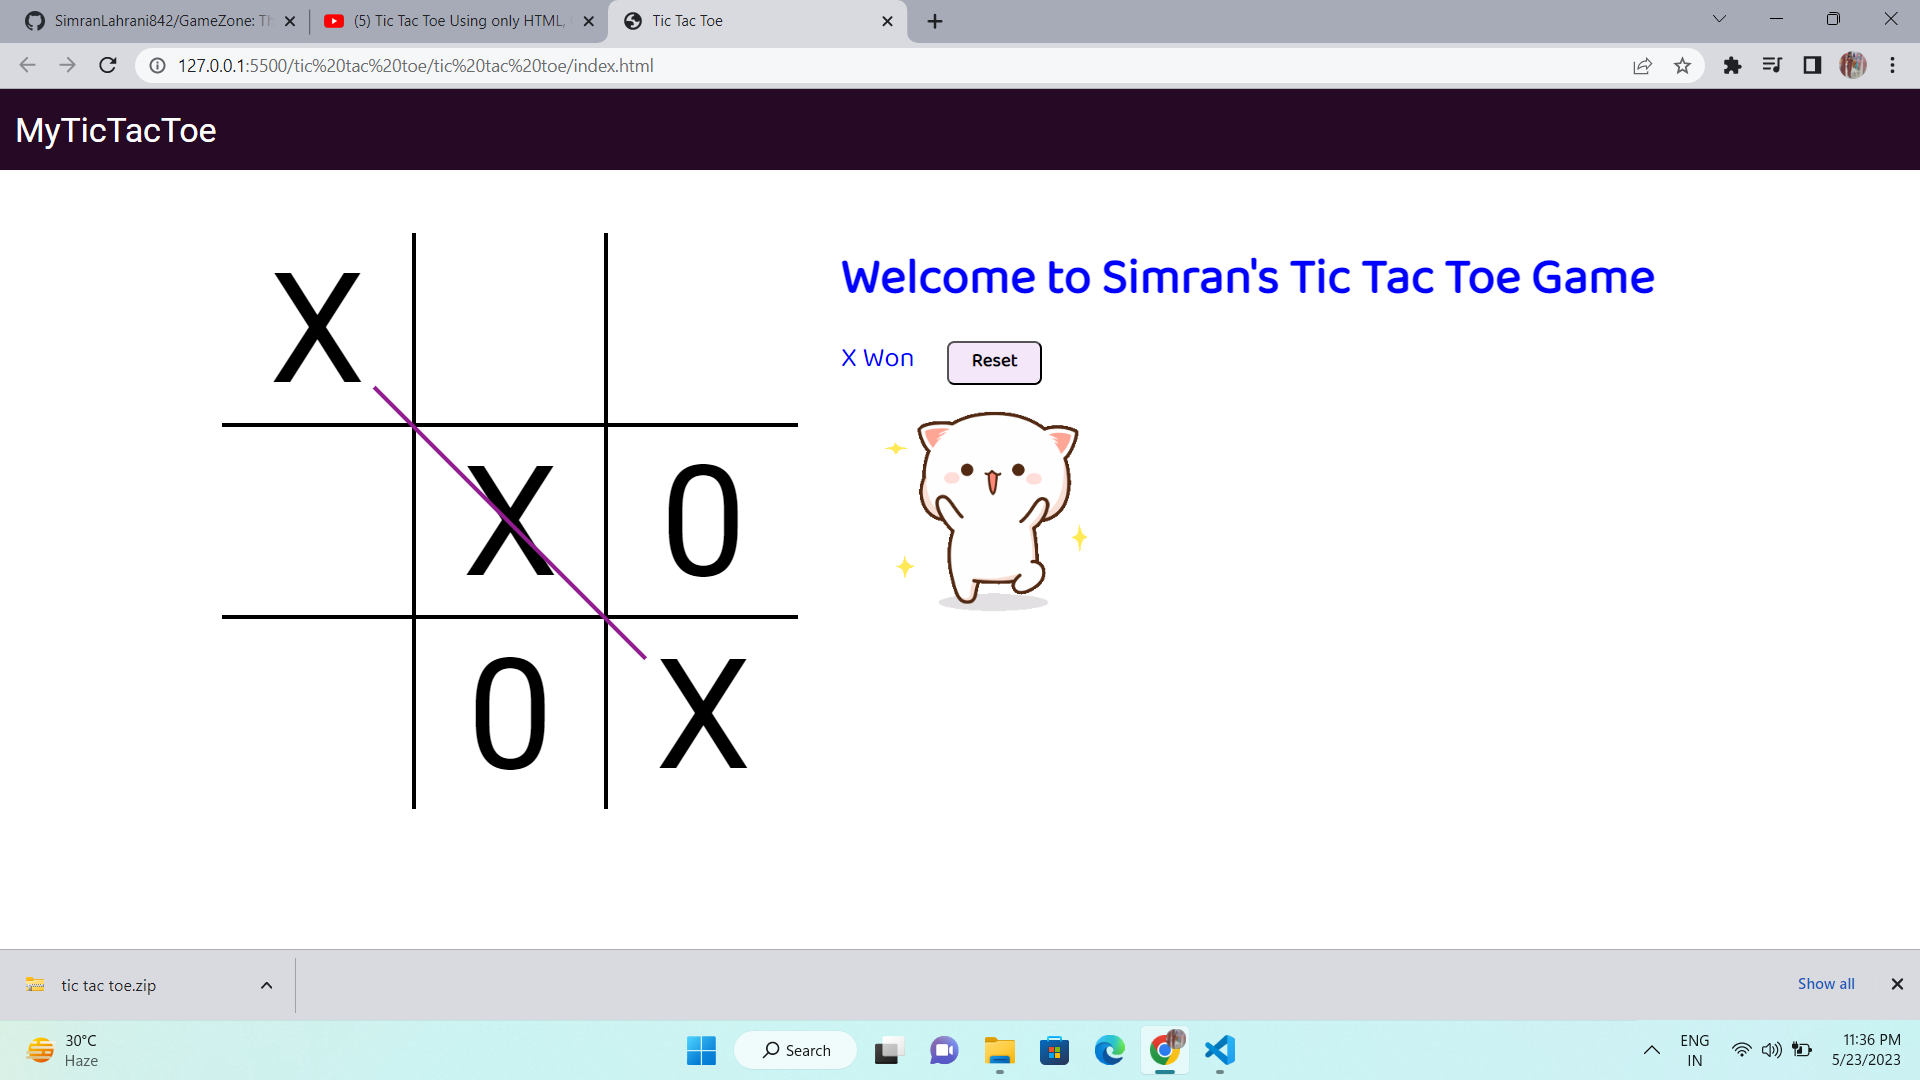 SimranLahrani842/GameZone: Th
(5) Tic Tac Toe Using only HTML,
Tic Tac Toe
127.0.0.1:5500/tic%20tac%20toe/tic%20tac%20toe/index.html
MyTicTacToe
X
X 0
0 X
Welcome to Simran's Tic Tac Toe Game
X Won Reset
tic tac toe.zip
Show all
30°C
Haze
Search
ENG
IN
11:36 PM
5/23/2023